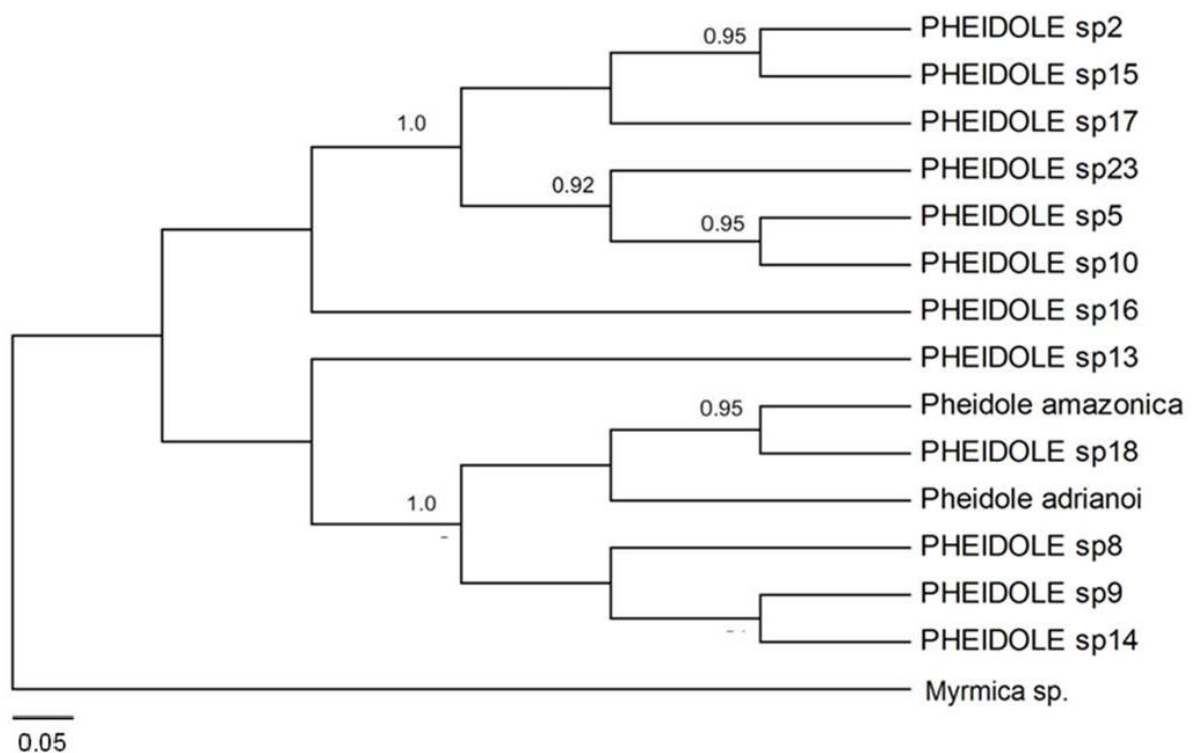 0.95
PHEIDOLE sp2
PHEIDOLE sp15
1.0
PHEIDOLE sp17
0.92
PHEIDOLE sp23
0.95
PHEIDOLE sp5
PHEIDOLE sp10
PHEIDOLE sp16
PHEIDOLE sp13
0.95
Pheidole amazonica
PHEIDOLE sp18
1.0
Pheidole adrianoi
PHEIDOLE sp8
PHEIDOLE sp9
PHEIDOLE sp14
Myrmica sp.
0.05